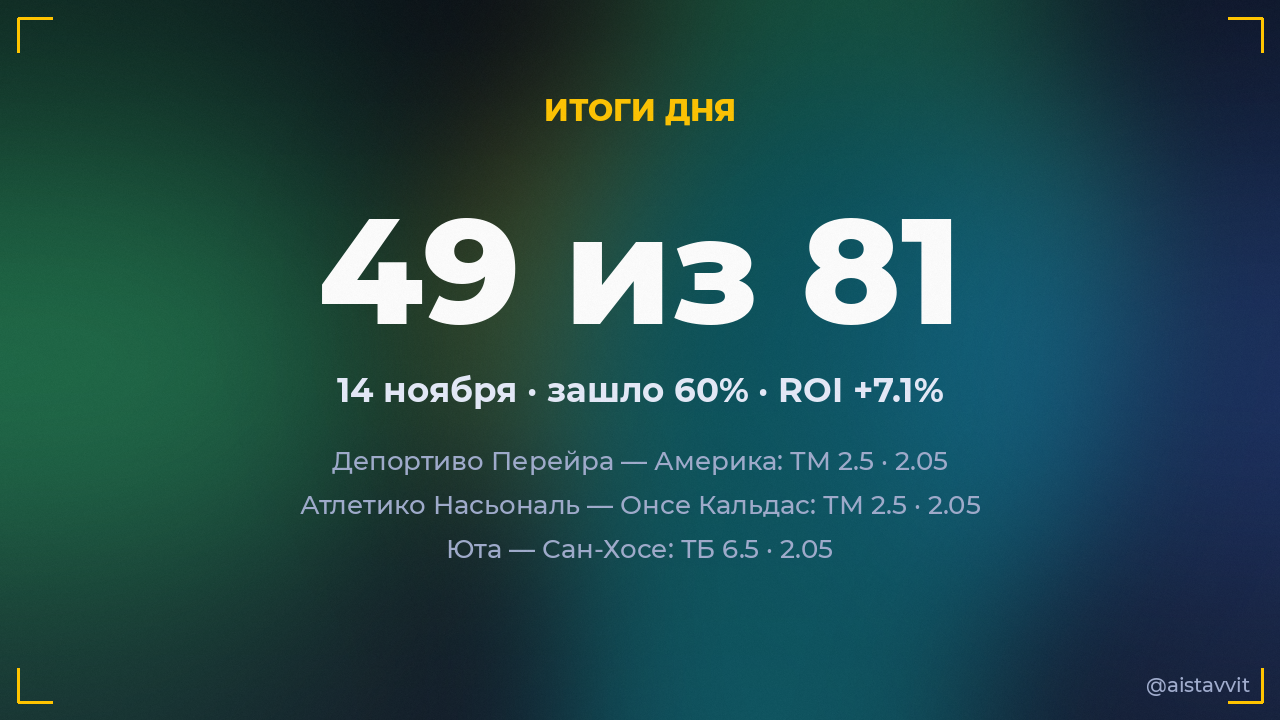 ИТОГИ ДНЯ
49 из 81
14 ноября · зашло 60% · ROI +7.1%
Депортиво Перейра — Америка: ТМ 2.5 · 2.05
Атлетико Насьональ — Онсе Кальдас: ТМ 2.5 · 2.05
Юта — Сан-Хосе: ТБ 6.5 · 2.05
@aistavvit